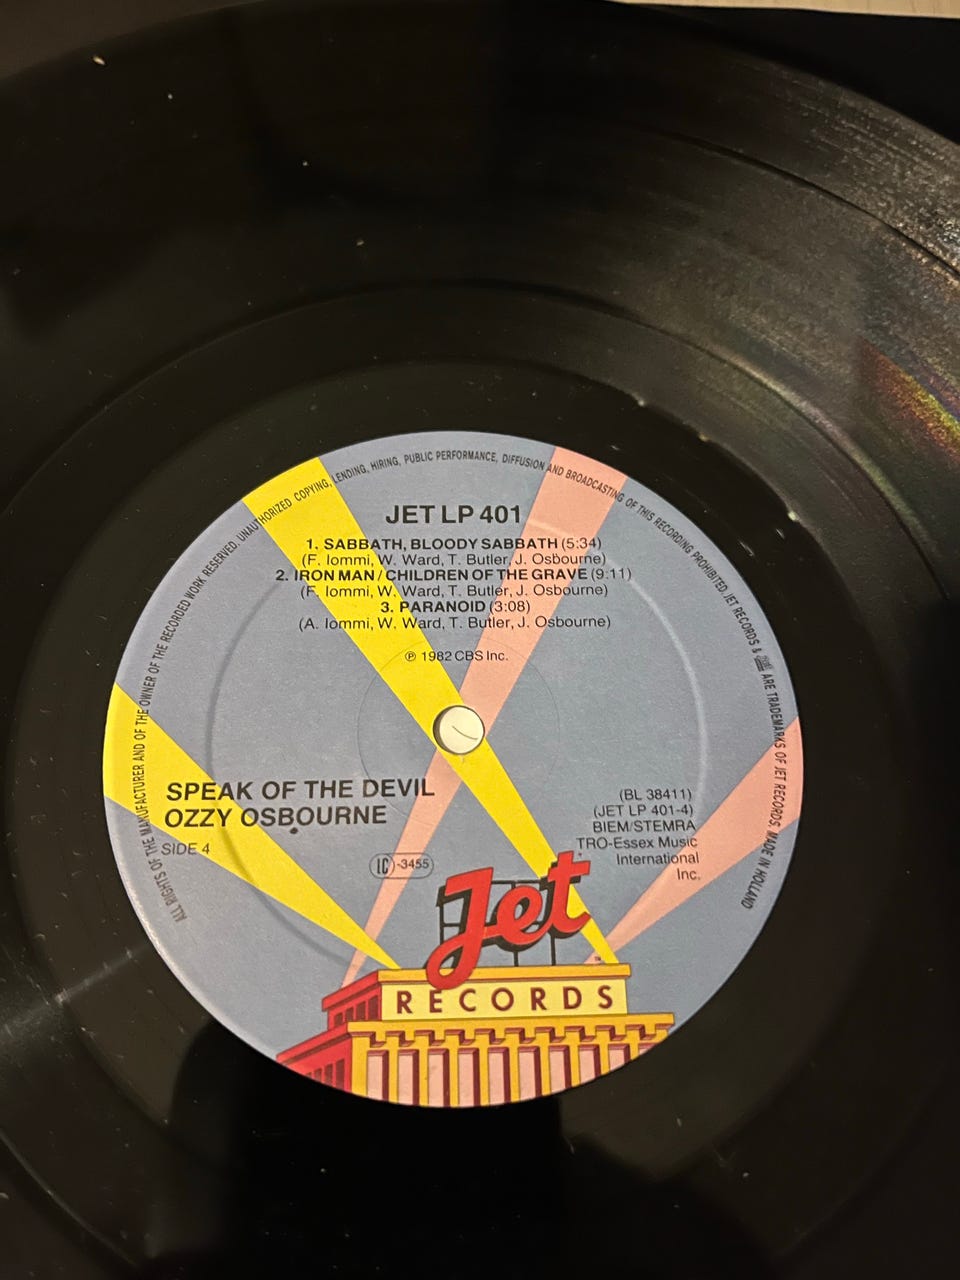 ALL RIGHTS OF THE MANUFACTURER AND OF THE OWNER OF THE RECORDED WORK RESERVED. UNAUTHORIZED COPYING, LENDING, HIRING, PUBLIC PERFORMANCE, DIFFUSION AND BROADCASTING OF THIS RECORDING PROHIBITED. JET RECORDS & ARE TRADEMARKS OF JET RECORDS. MADE IN HOLLAND
JET LP 401
1. SABBATH, BLOODY SABBATH (5:34)
(F. Iommi, W. Ward, T. Butler, J. Osbourne)
2. IRON MAN / CHILDREN OF THE GRAVE (9:11)
(F. Iommi, W. Ward, T. Butler, J. Osbourne)
3. PARANOID (3:08)
(A. Iommi, W. Ward, T. Butler, J. Osbourne)
℗ 1982 CBS Inc.
SPEAK OF THE DEVIL
OZZY OSBOURNE
SIDE 4
(BL 38411)
(JET LP 401-4)
BIEM/STEMRA
TRO-Essex Music
International
Inc.
LC -3455
Jet
RECORDS